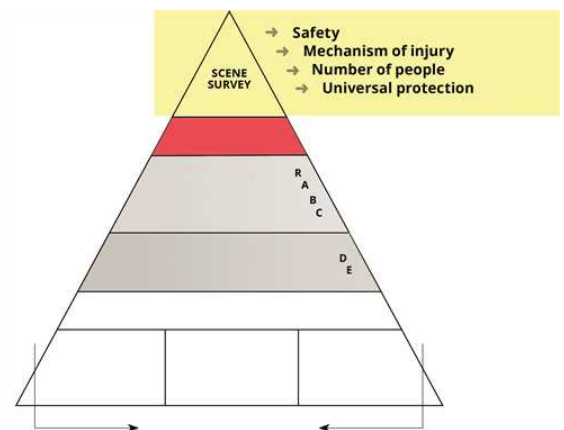 SCENE
SURVEY
Safety
Mechanism of injury
Number of people
Universal protection
R
A
B
C
D
E